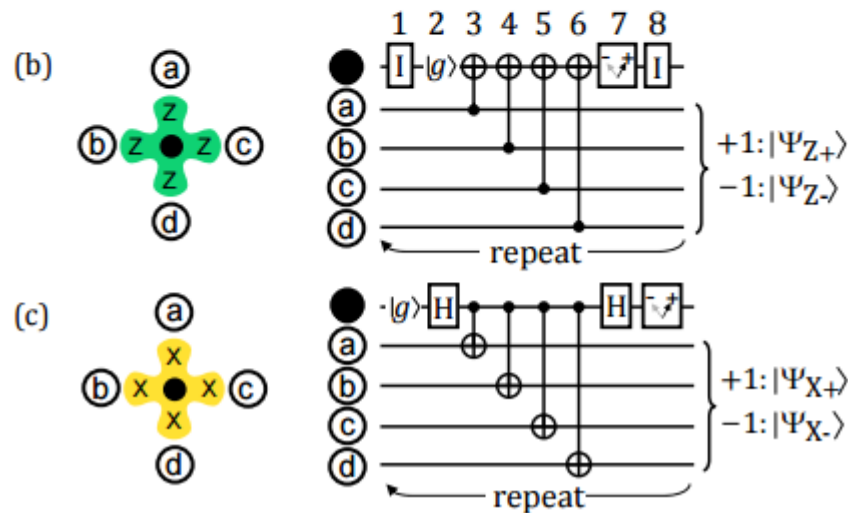 1 2 3 4 5 6 7 8
(b) a I |g⟩ - +  I
a
z b
b z z c +1:|Ψ_Z+⟩
z c −1:|Ψ_Z-⟩
d d
repeat
(c) a |g⟩ H H - +
a
x b
b x x c +1:|Ψ_X+⟩
x c −1:|Ψ_X-⟩
d d
repeat